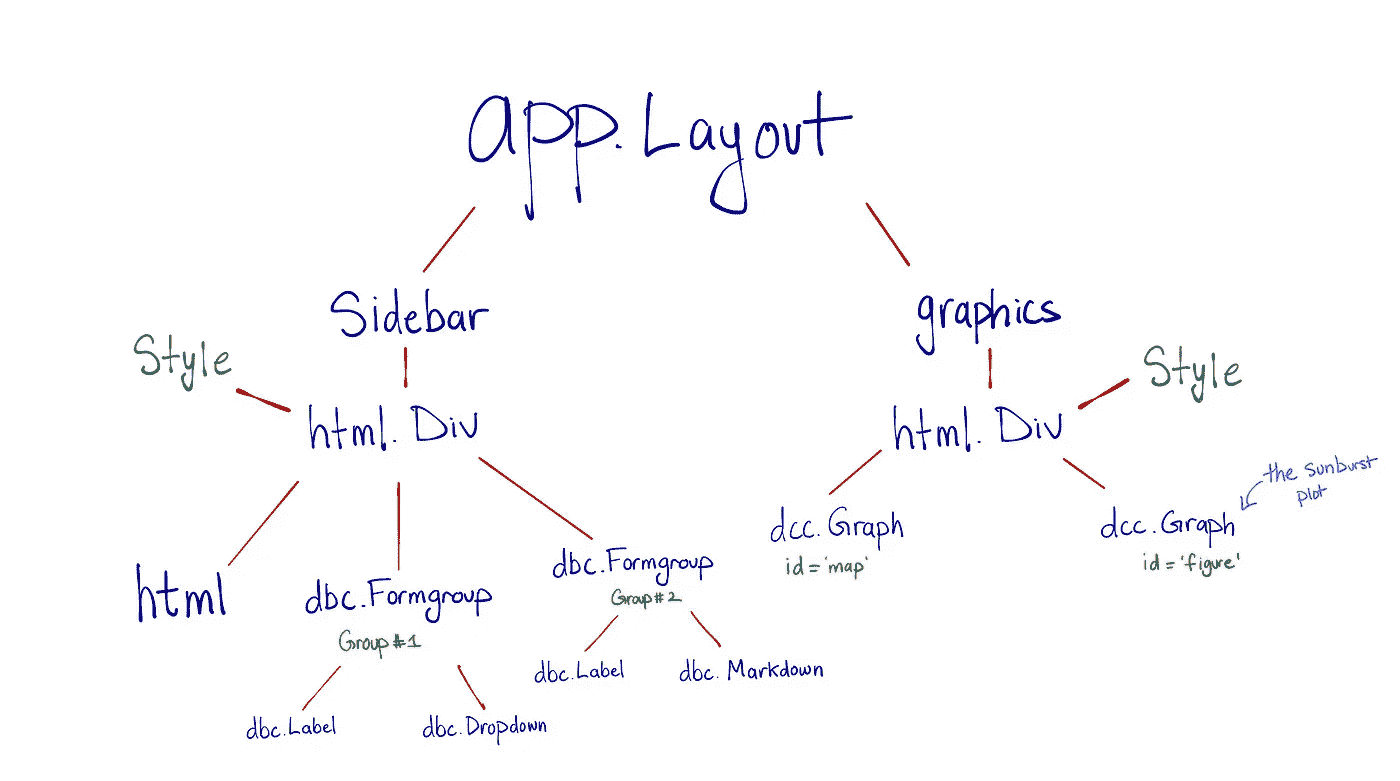 app.Layout
Sidebar
graphics
Style
Style
html.Div
html.Div
the sunburst
plot
dcc.Graph
id='map'
dcc.Graph
id='figure'
html
dbc.Formgroup
Group#1
dbc.Formgroup
Group#2
dbc.Label
dbc.Markdown
dbc.Label
dbc.Dropdown